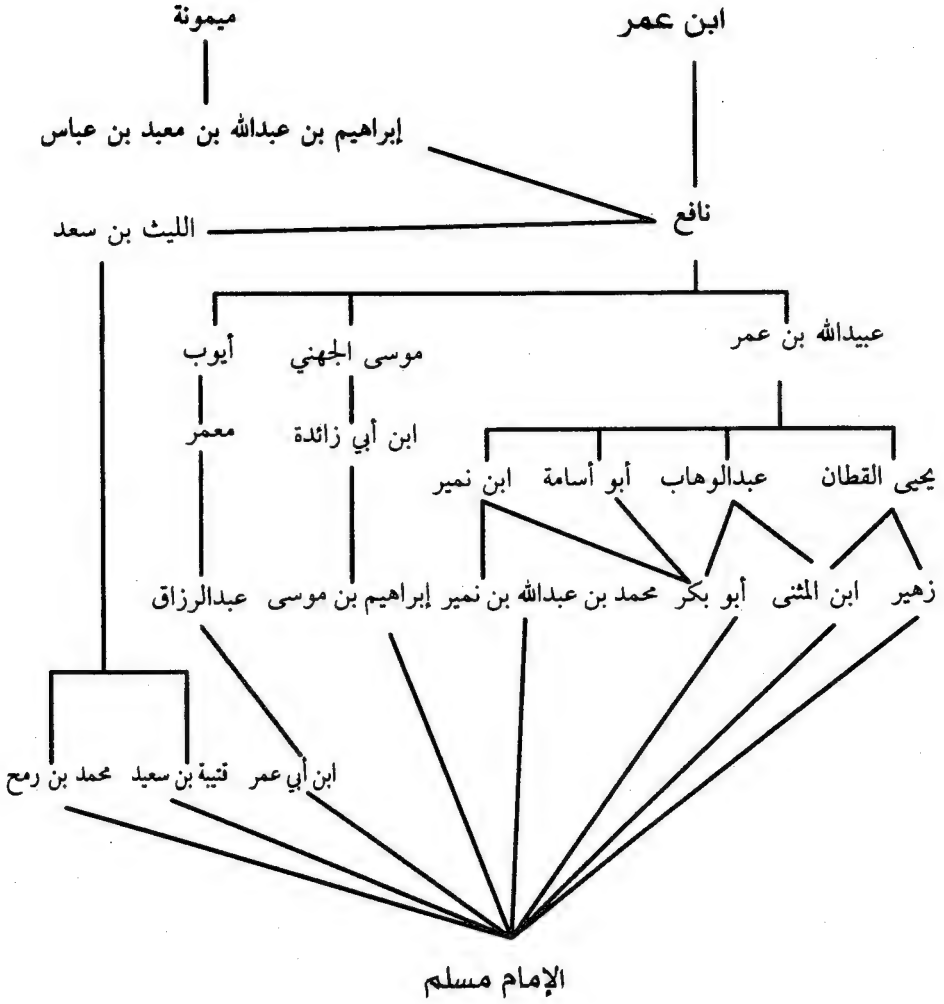 ابن عمر
ميمونة
إبراهيم بن عبدالله بن معبد بن عباس
نافع
الليث بن سعد
عبيدالله بن عمر
موسى الجهني
أيوب
ابن أبي زائدة
معمر
يحيى القطان
عبدالوهاب
أبو أسامة
ابن نمير
زهير
ابن المثنى
أبو بكر
محمد بن عبدالله بن نمير
إبراهيم بن موسى
عبدالرزاق
ابن أبي عمر
قتيبة بن سعيد
محمد بن رمح
الإمام مسلم